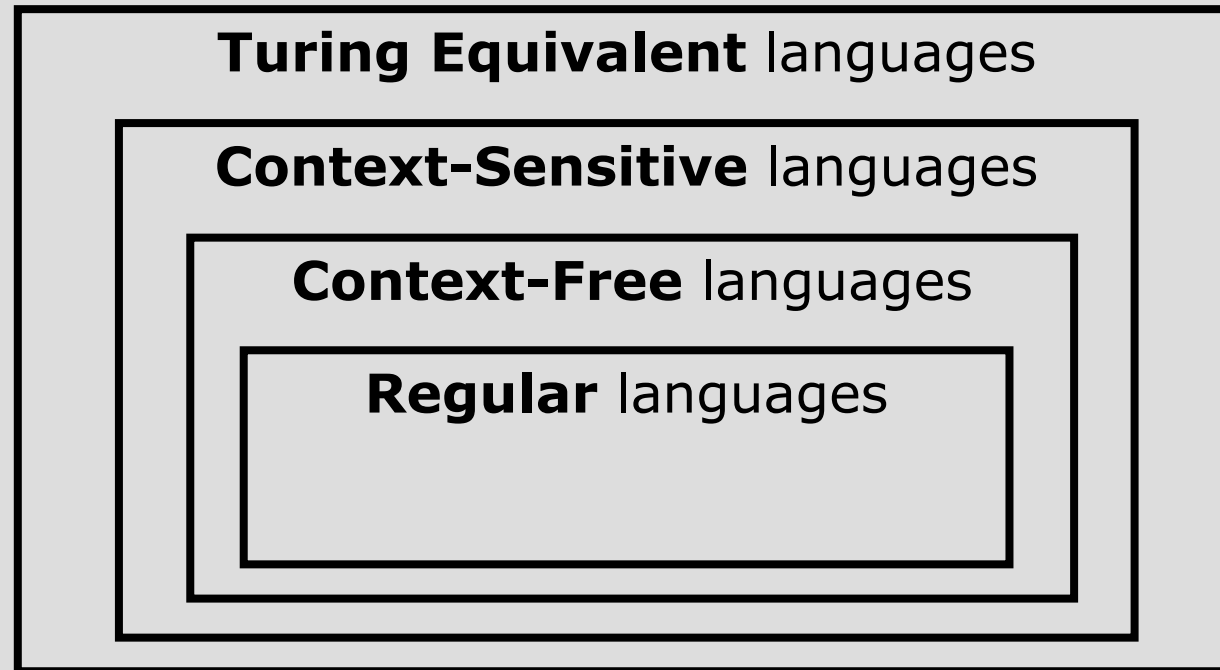 Turing Equivalent languages
Context-Sensitive languages
Context-Free languages
Regular languages